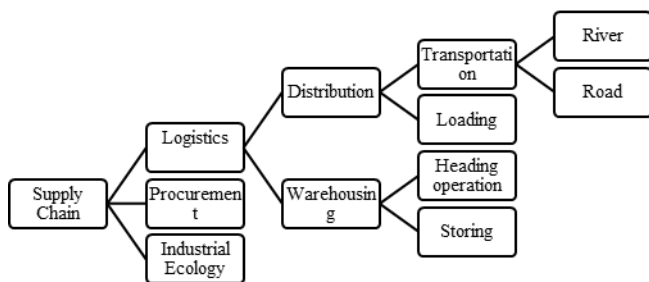 Supply
Chain
Logistics
Procuremen
t
Industrial
Ecology
Distribution
Warehousin
g
Transportati
on
Loading
Heading
operation
Storing
River
Road